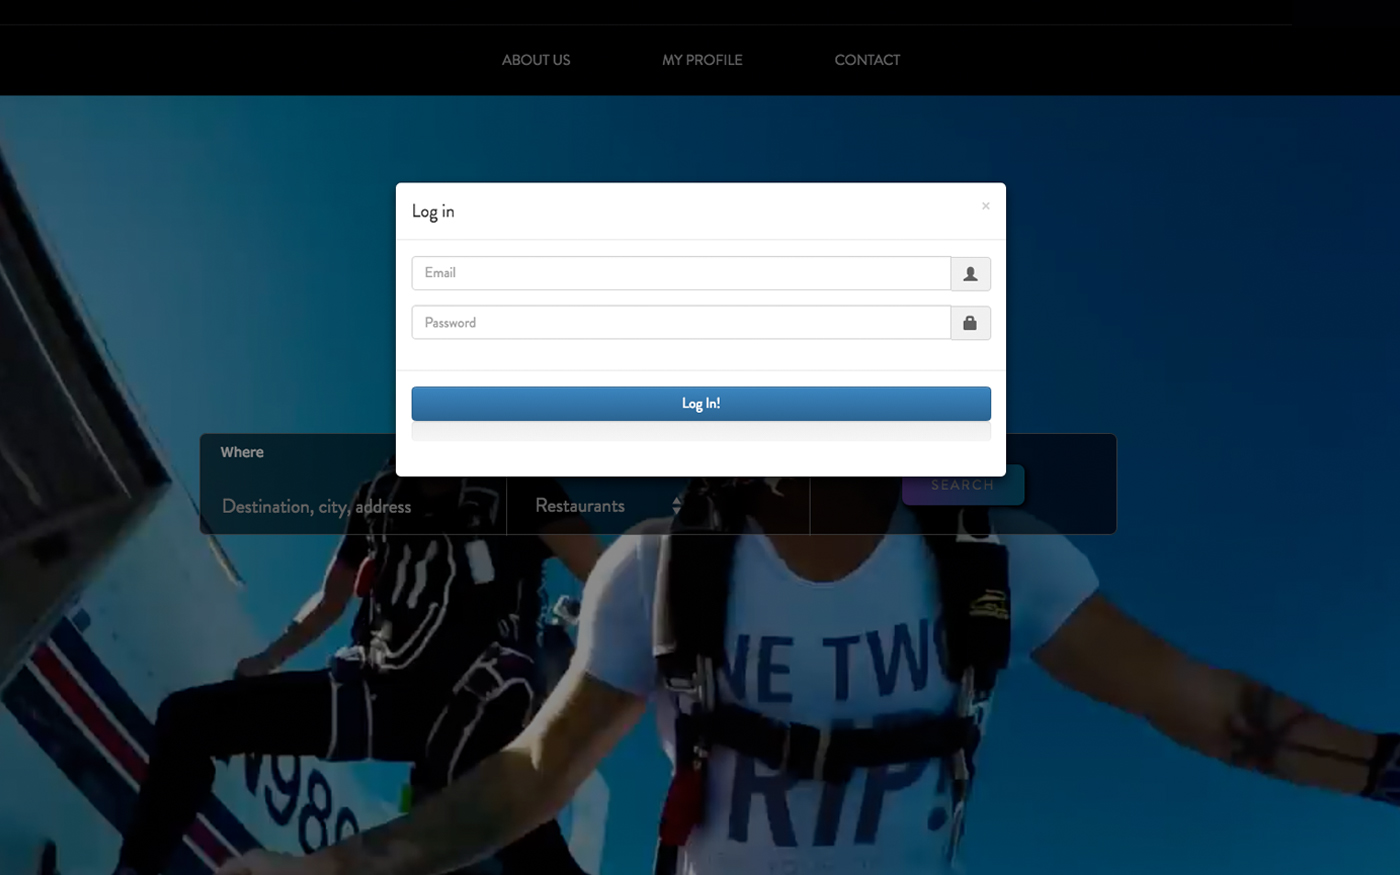 ABOUT US
MY PROFILE
CONTACT
Log in
×
Email
Password
Log In!
Where
Destination, city, address
Restaurants
SEARCH
NE TW
RIP!
1980